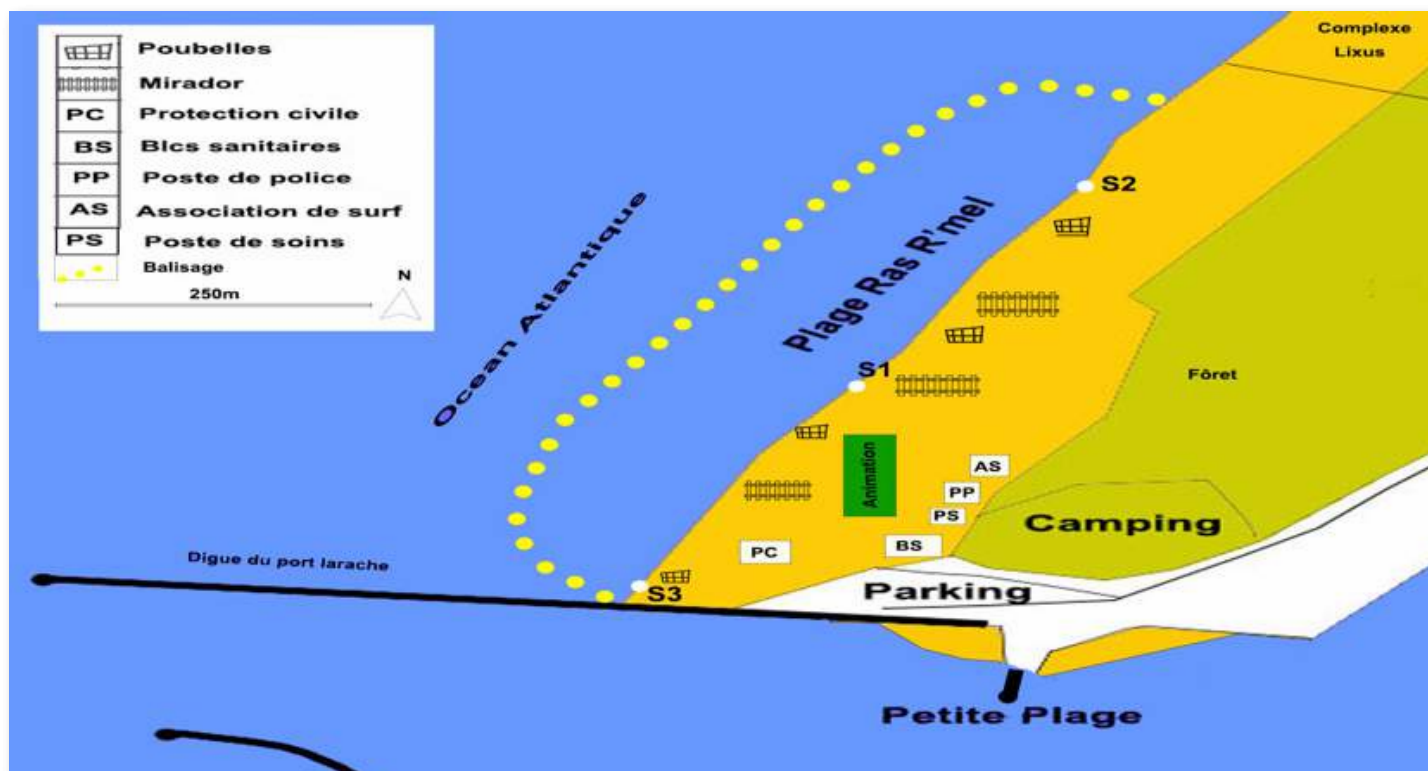 Poubelles
Mirador
PC Protection civile
BS Blcs sanitaires
PP Poste de police
AS Association de surf
PS Poste de soins
Balisage
250m
N
Complexe
Lixus
S2
Plage Ras R'mel
Ocean Atlantique
S1
Fôret
Animation
AS
PP
PS
Camping
PC
BS
Digue du port larache
S3
Parking
Petite Plage